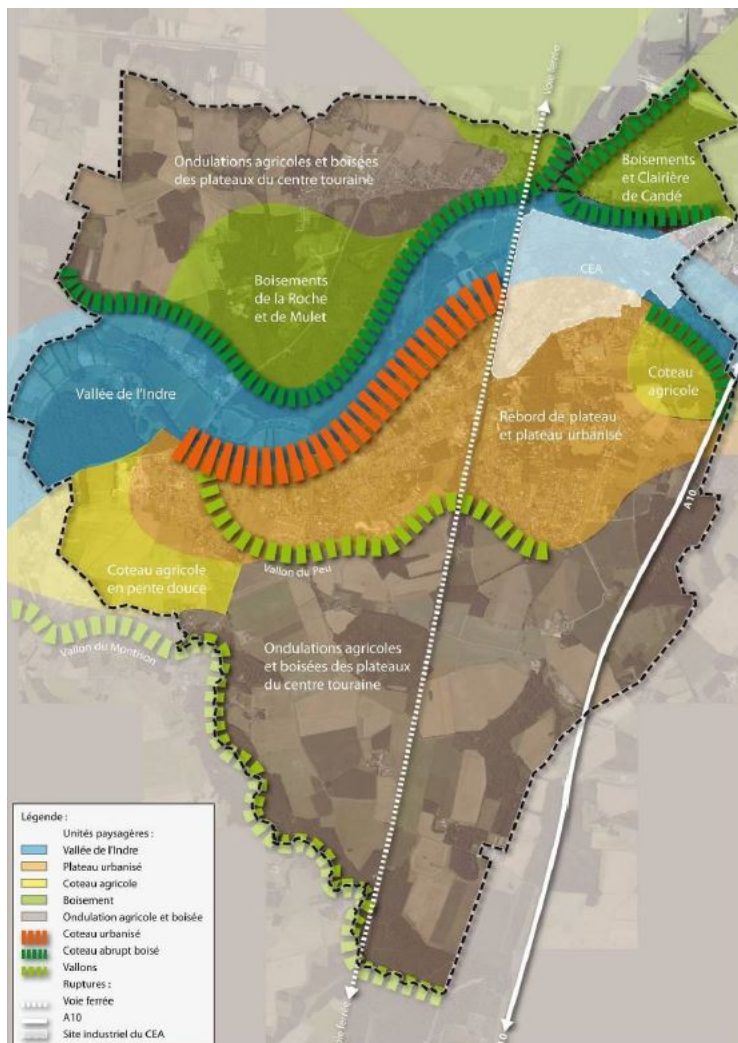 Voie ferrée
Ondulations agricoles et boisées
des plateaux du centre touraine
Boisements
et Clairière
de Candé
CEA
Boisements
de la Roche
et de Mulet
Vallée de l'Indre
Coteau
agricole
Rebord de plateau
et plateau urbanisé
A10
Coteau agricole
en pente douce
Vallon du Peu
Vallon du Montison
Ondulations agricoles
et boisées des plateaux
du centre touraine
Légende :
Unités paysagères :
Vallée de l'Indre
Plateau urbanisé
Coteau agricole
Boisement
Ondulation agricole et boisée
Coteau urbanisé
Coteau abrupt boisé
Vallons
Ruptures :
Voie ferrée
A10
Site industriel du CEA
Voie ferrée